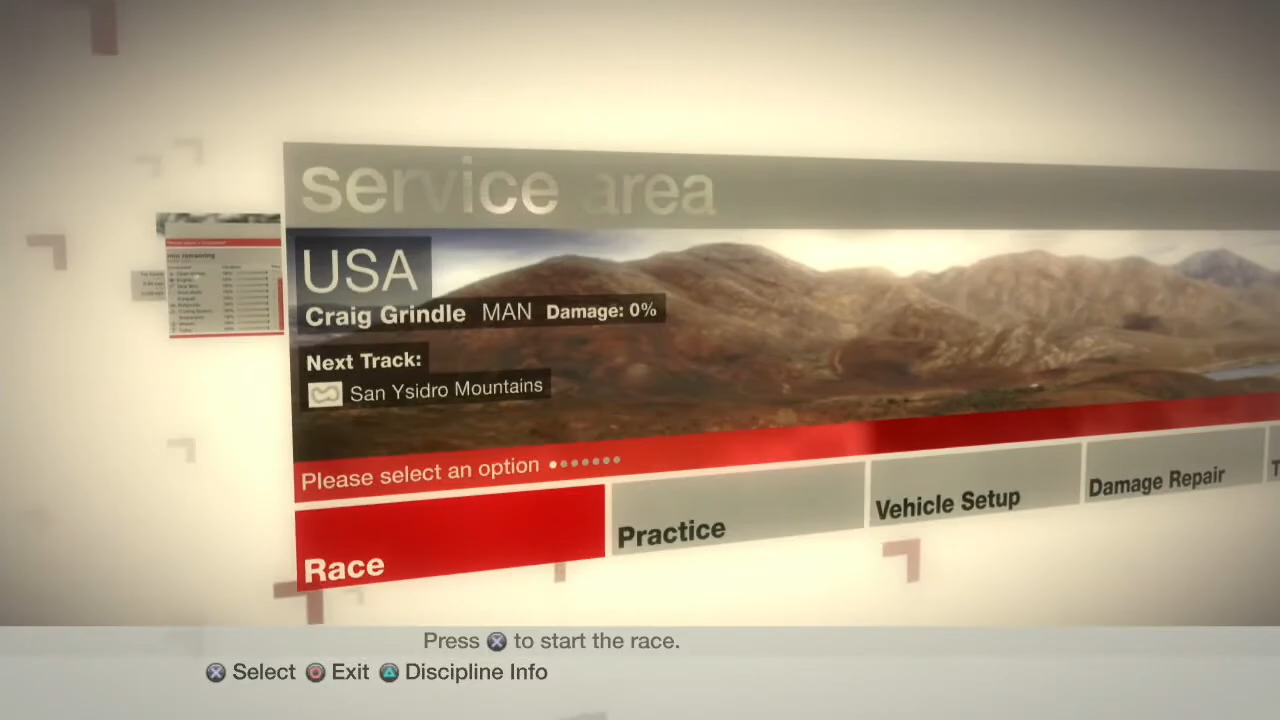 service area
USA
Craig Grindle MAN Damage: 0%
Next Track:
San Ysidro Mountains
Please select an option
Race
Practice
Vehicle Setup
Damage Repair
Press ⓧ to start the race.
Select Exit Discipline Info